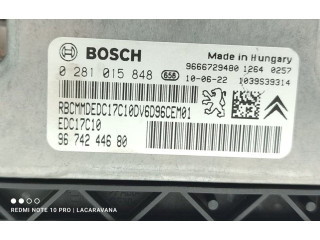 BOSCH
Made in Hungary
9666729480 1264 0257
0 281 015 848 656 10-06-22 1039S39314
RBCMMDEDC17C10DV6D96CEM01
EDC17C10
96 742 446 80
REDMI NOTE 10 PRO | LACARAVANA